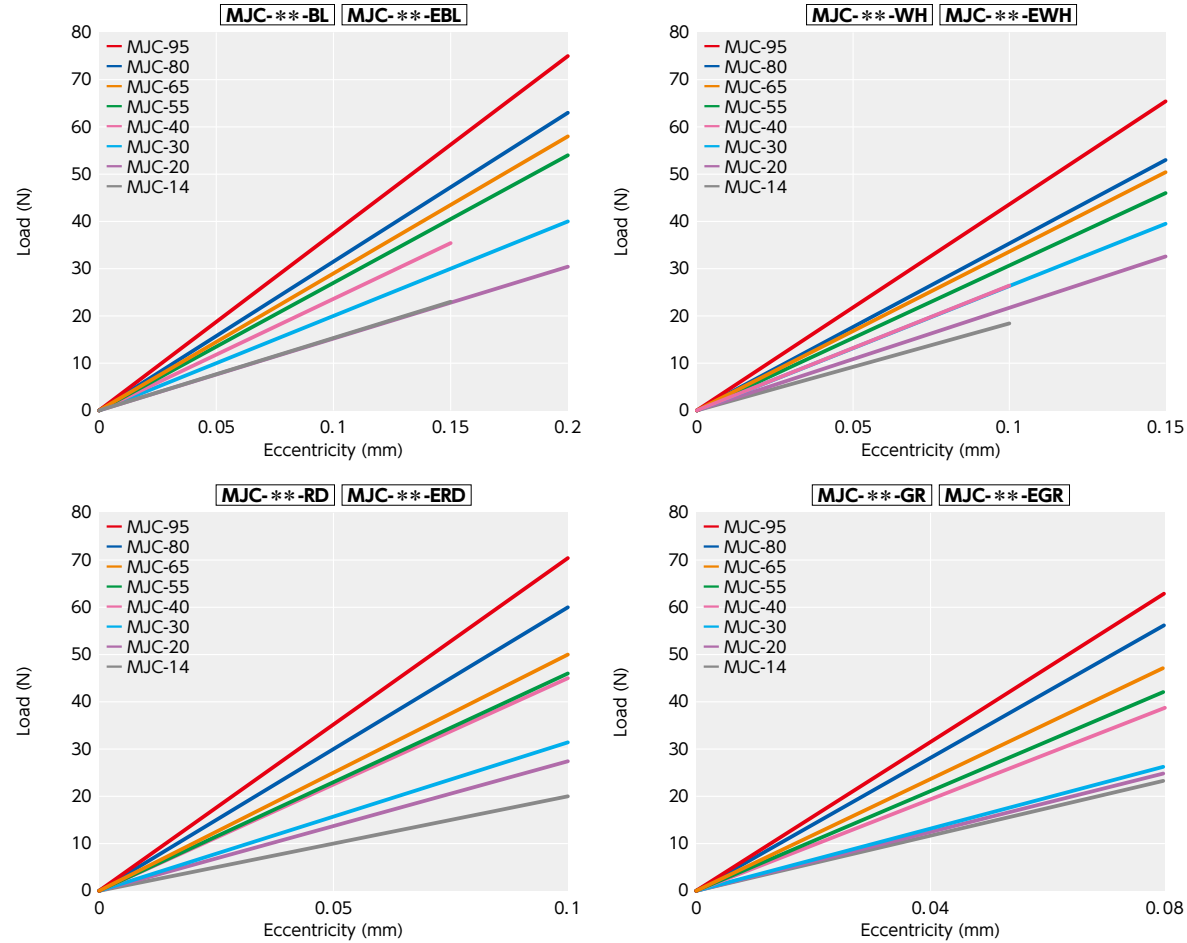 MJC-**-BL MJC-**-EBL
80
70
60
50
40
30
20
10
0
Load (N)
MJC-95
MJC-80
MJC-65
MJC-55
MJC-40
MJC-30
MJC-20
MJC-14
0 0.05 0.1 0.15 0.2
Eccentricity (mm)
MJC-**-WH MJC-**-EWH
80
70
60
50
40
30
20
10
0
Load (N)
MJC-95
MJC-80
MJC-65
MJC-55
MJC-40
MJC-30
MJC-20
MJC-14
0 0.05 0.1 0.15
Eccentricity (mm)
MJC-**-RD MJC-**-ERD
80
70
60
50
40
30
20
10
0
Load (N)
MJC-95
MJC-80
MJC-65
MJC-55
MJC-40
MJC-30
MJC-20
MJC-14
0 0.05 0.1
Eccentricity (mm)
MJC-**-GR MJC-**-EGR
80
70
60
50
40
30
20
10
0
Load (N)
MJC-95
MJC-80
MJC-65
MJC-55
MJC-40
MJC-30
MJC-20
MJC-14
0 0.04 0.08
Eccentricity (mm)